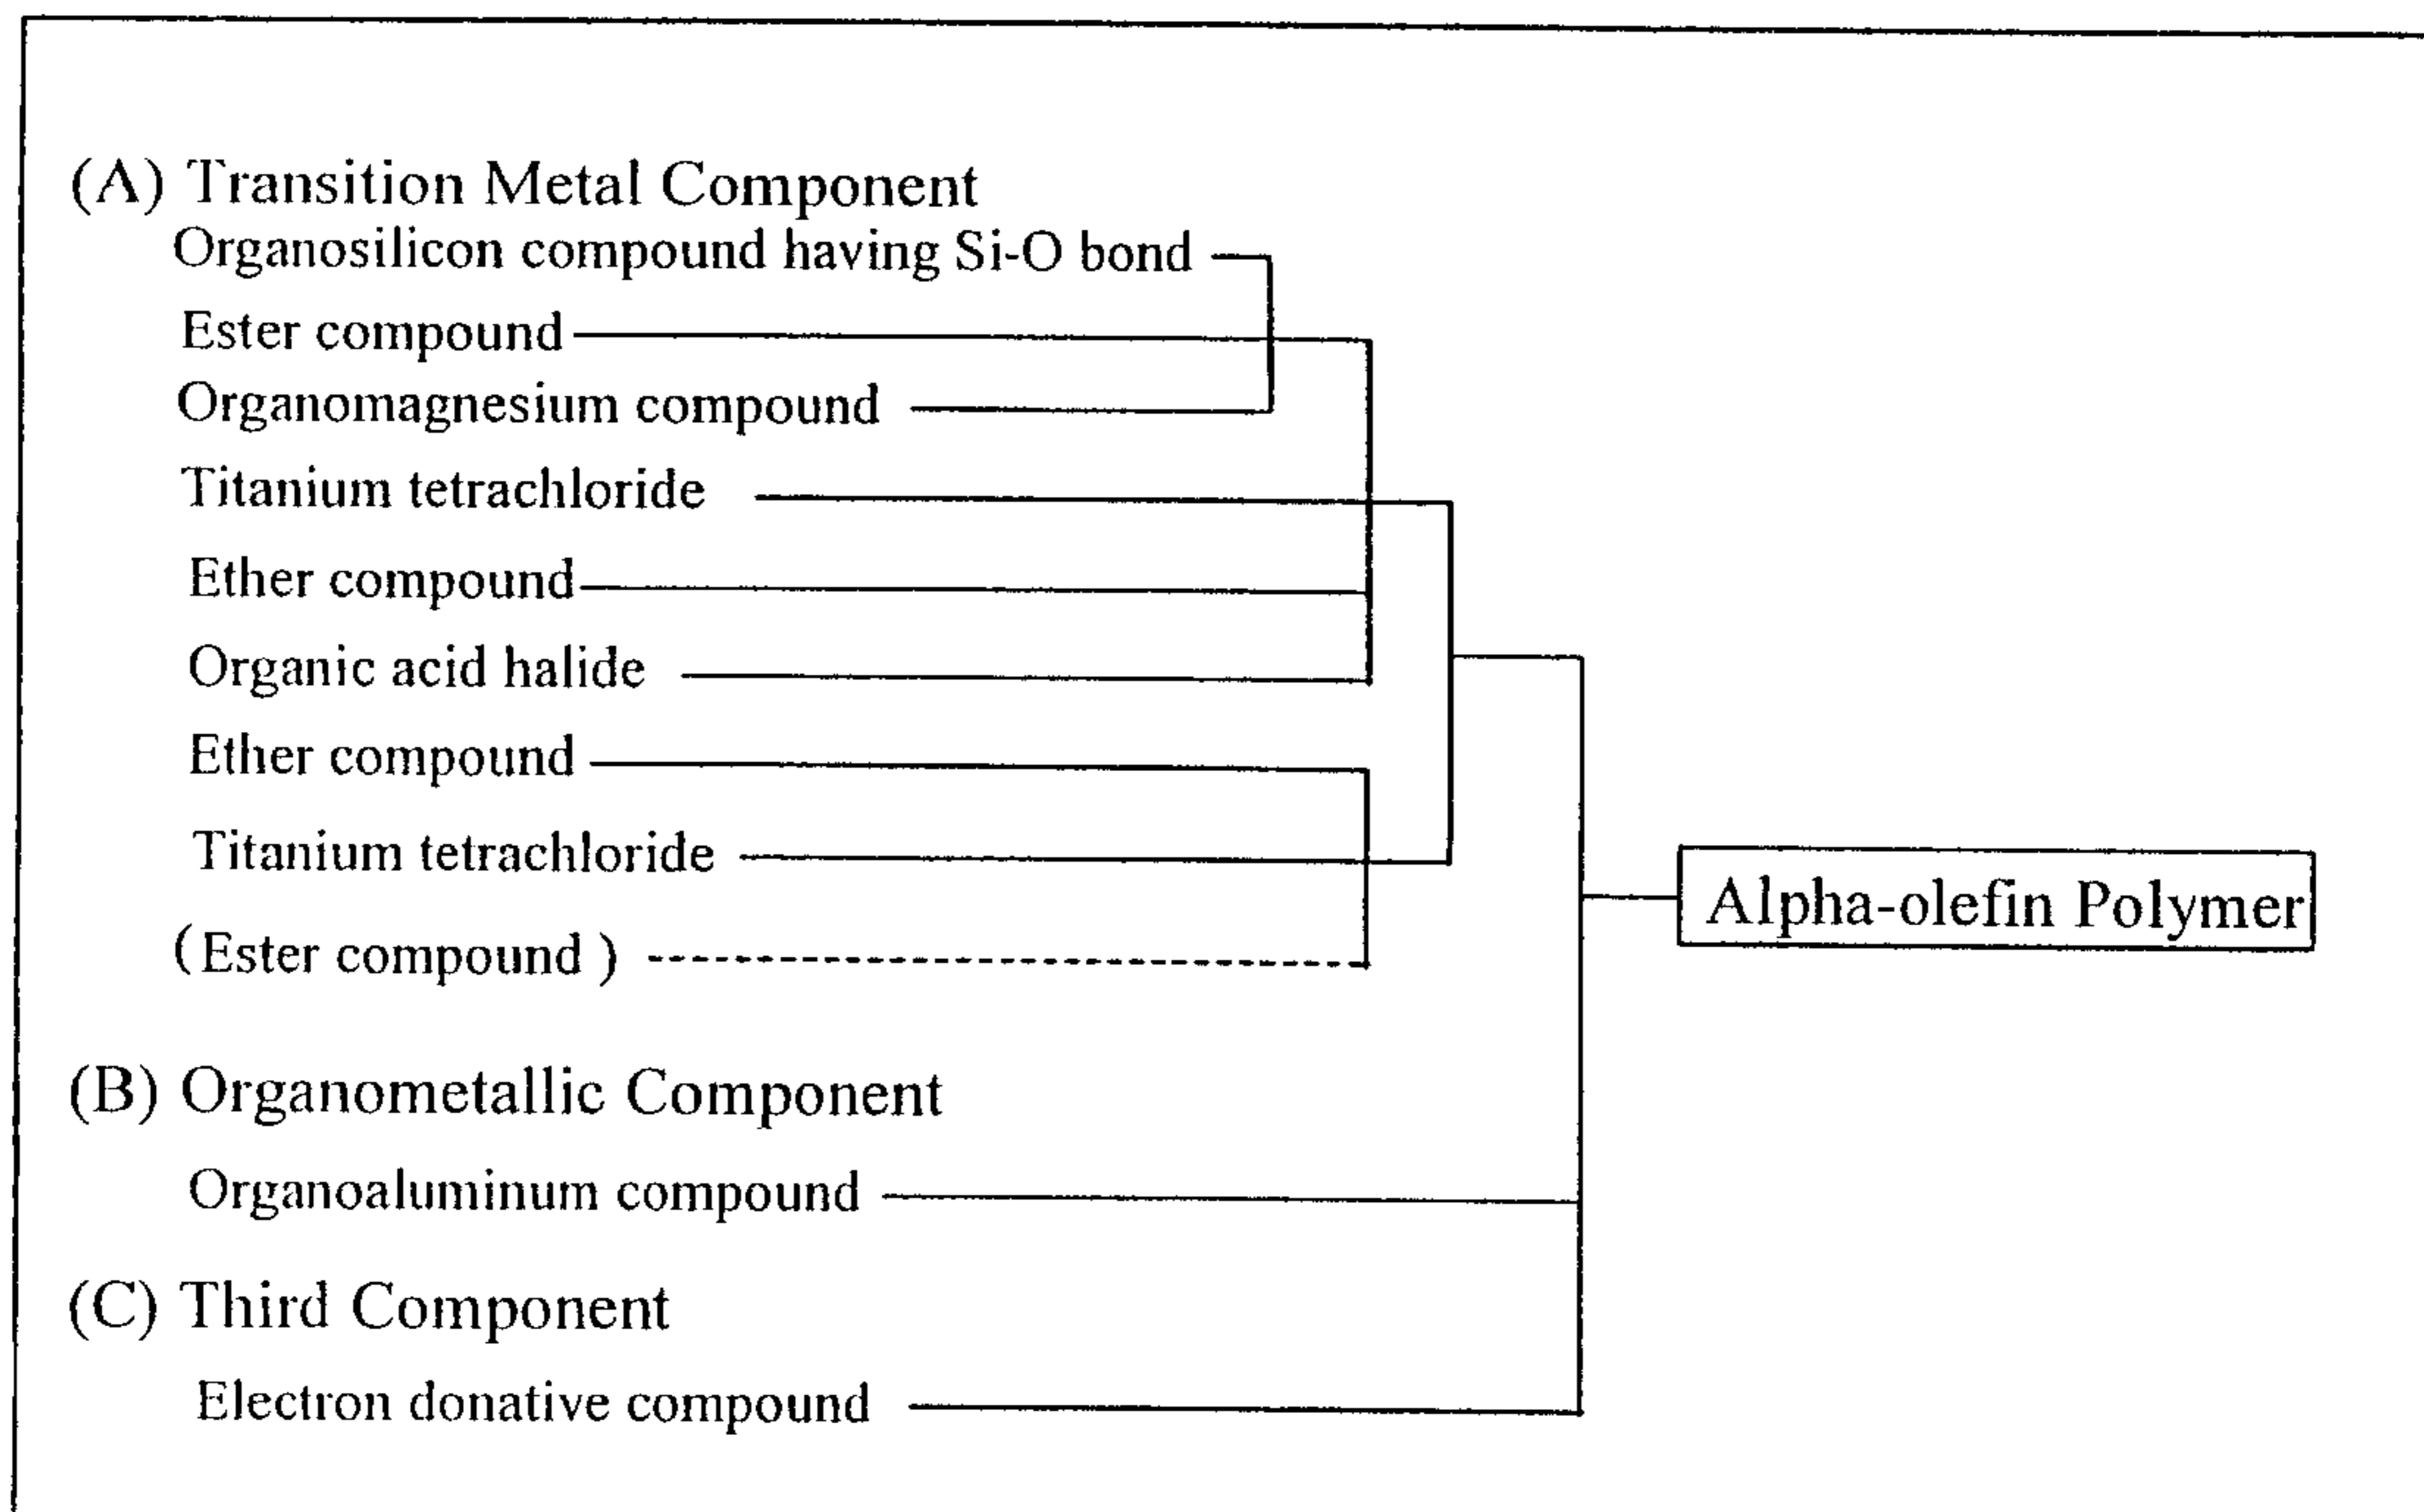 (A) Transition Metal Component
Organosilicon compound having Si-O bond
Ester compound
Organomagnesium compound
Titanium tetrachloride
Ether compound
Organic acid halide
Ether compound
Titanium tetrachloride
(Ester compound)
Alpha-olefin Polymer
(B) Organometallic Component
Organoaluminum compound
(C) Third Component
Electron donative compound